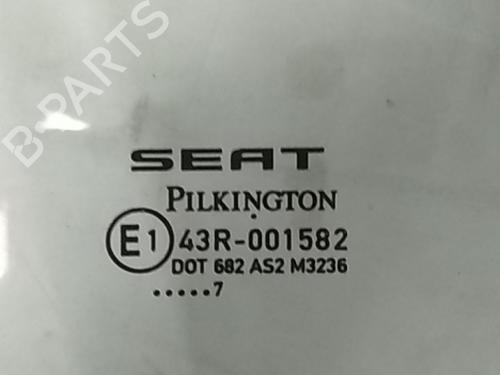 B-PARTS
SEAT
PILKINGTON
E1 43R-001582
DOT 682 AS2 M3236
.....7